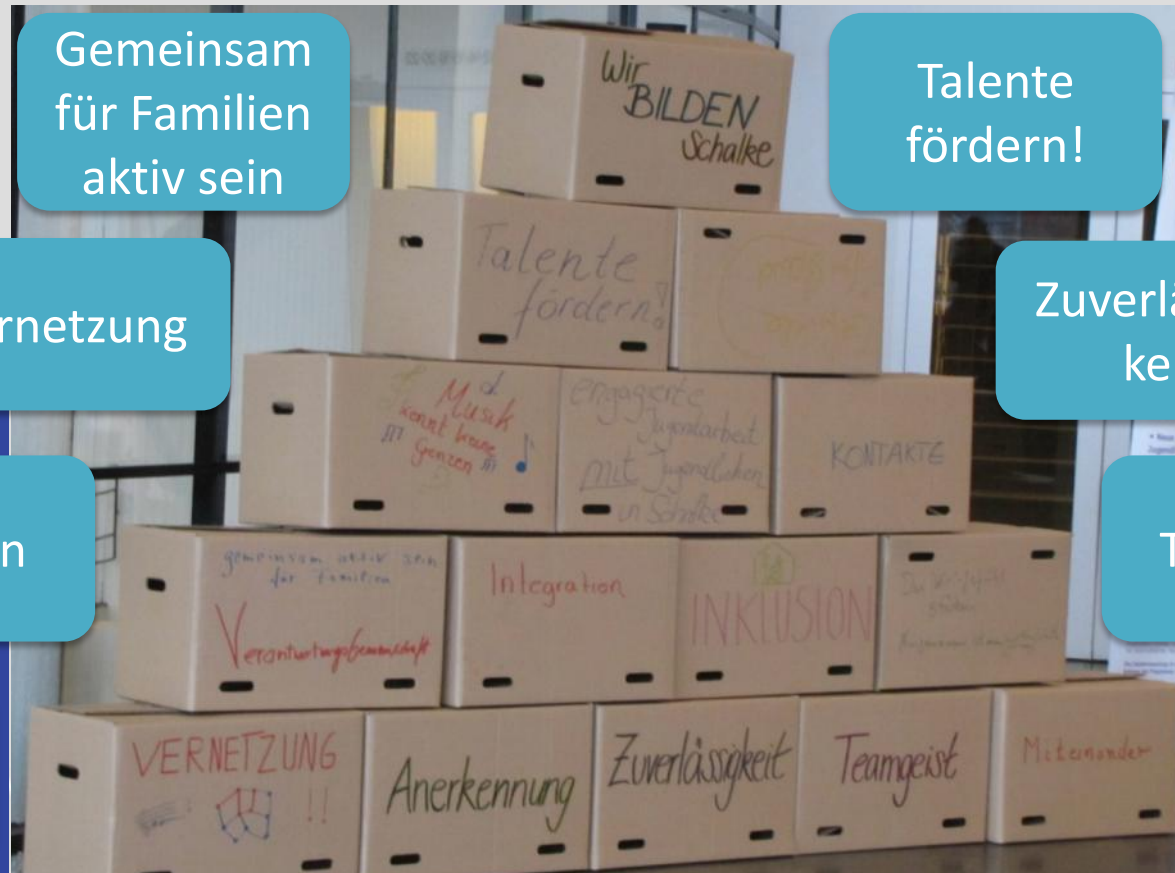 Gemeinsam
für Familien
aktiv sein
Talente
fördern!
rnetzung
Zuverlä
ke
n
T
Wir
BILDEN
Schalke
Talente
fördern!
Musik
kennt keine
Grenzen
engagierte
Jugendarbeit
mit Jugendlichen
in Schalke
KONTAKTE
gemeinsam aktiv sein
für Familien
Verantwortungsgemeinschaft
Integration
INKLUSION
VERNETZUNG
!!
Anerkennung
Zuverlässigkeit
Teamgeist
Miteinander